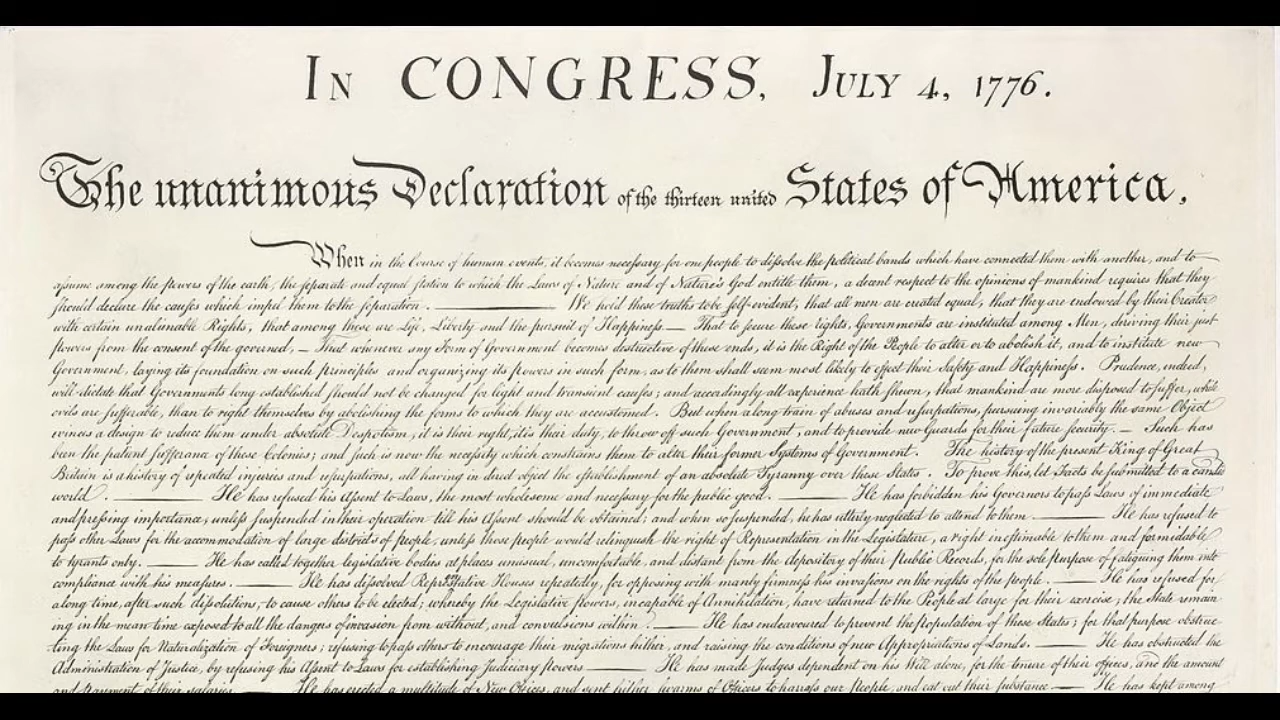 IN CONGRESS, JULY 4, 1776.
The unanimous Declaration of the thirteen united States of America,
When in the Course of human events, it becomes necessary for one people to dissolve the political bands which have connected them with another, and to
assume among the powers of the earth, the separate and equal station to which the Laws of Nature and of Nature's God entitle them, a decent respect to the opinions of mankind requires that they
should declare the causes which impel them to the separation. ——— We hold these truths to be self-evident, that all men are created equal, that they are endowed by their Creator
with certain unalienable Rights, that among these are Life, Liberty and the pursuit of Happiness.— That to secure these rights, Governments are instituted among Men, deriving their just
powers from the consent of the governed, — That whenever any Form of Government becomes destructive of these ends, it is the Right of the People to alter or to abolish it, and to institute new
Government, laying its foundation on such principles and organizing its powers in such form, as to them shall seem most likely to effect their Safety and Happiness. Prudence, indeed,
will dictate that Governments long established should not be changed for light and transient causes; and accordingly all experience hath shewn, that mankind are more disposed to suffer, while
evils are sufferable, than to right themselves by abolishing the forms to which they are accustomed. But when a long train of abuses and usurpations, pursuing invariably the same Object
evinces a design to reduce them under absolute Despotism, it is their right, it is their duty, to throw off such Government, and to provide new Guards for their future security. — Such has
been the patient sufferance of these Colonies; and such is now the necessity which constrains them to alter their former Systems of Government. The history of the present King of Great
Britain is a history of repeated injuries and usurpations, all having in direct object the establishment of an absolute Tyranny over these States. To prove this, let Facts be submitted to a candid
world. ——— He has refused his Assent to Laws, the most wholesome and necessary for the public good. ——— He has forbidden his Governors to pass Laws of immediate
and pressing importance, unless suspended in their operation till his Assent should be obtained; and when so suspended, he has utterly neglected to attend to them. ——— He has refused to
pass other Laws for the accommodation of large districts of people, unless those people would relinquish the right of Representation in the Legislature, a right inestimable to them and formidable
to tyrants only. ——— He has called together legislative bodies at places unusual, uncomfortable, and distant from the depository of their Public Records, for the sole purpose of fatiguing them into
compliance with his measures. ——— He has dissolved Representative Houses repeatedly, for opposing with manly firmness his invasions on the rights of the people. ——— He has refused for
a long time, after such dissolutions, to cause others to be elected; whereby the Legislative powers, incapable of Annihilation, have returned to the People at large for their exercise; the State remain-
ing in the mean time exposed to all the dangers of invasion from without, and convulsions within. ——— He has endeavoured to prevent the population of these States; for that purpose obstruc-
ting the Laws for Naturalization of Foreigners; refusing to pass others to encourage their migrations hither, and raising the conditions of new Appropriations of Lands. ——— He has obstructed the
Administration of Justice, by refusing his Assent to Laws for establishing Judiciary powers. ——— He has made Judges dependent on his Will alone, for the tenure of their offices, and the amount
and payment of their salaries. ——— He has erected a multitude of New Offices, and sent hither swarms of Officers to harrass our People, and eat out their substance. ——— He has kept among